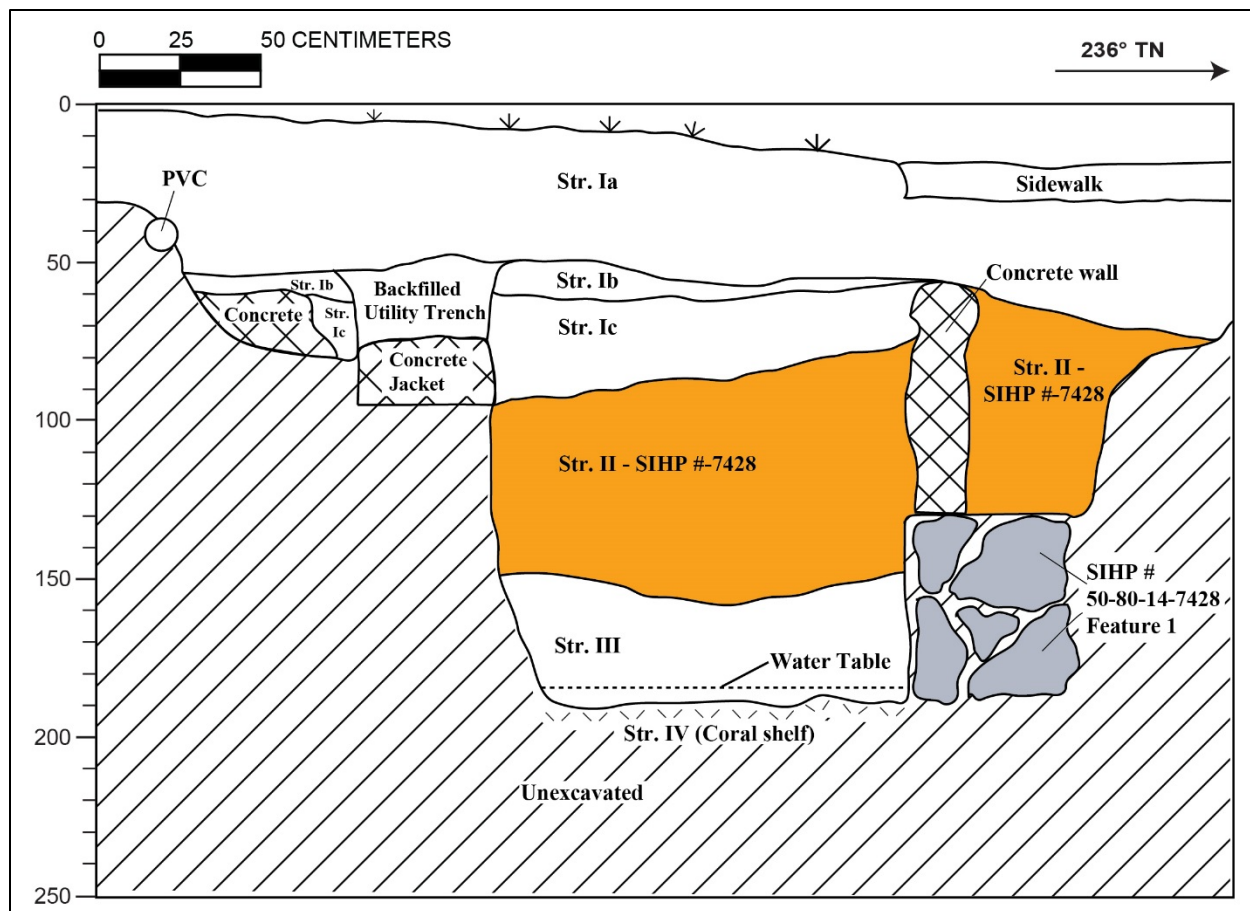 0 25 50 CENTIMETERS
236° TN
0
50
100
150
200
250
PVC
Str. Ia
Sidewalk
Str. Ib
Concrete
Str.
Ic
Backfilled
Utility Trench
Concrete
Jacket
Str. Ib
Str. Ic
Concrete wall
Str. II -
SIHP #-7428
Str. II - SIHP #-7428
SIHP #
50-80-14-7428
Feature 1
Str. III
Water Table
Str. IV (Coral shelf)
Unexcavated